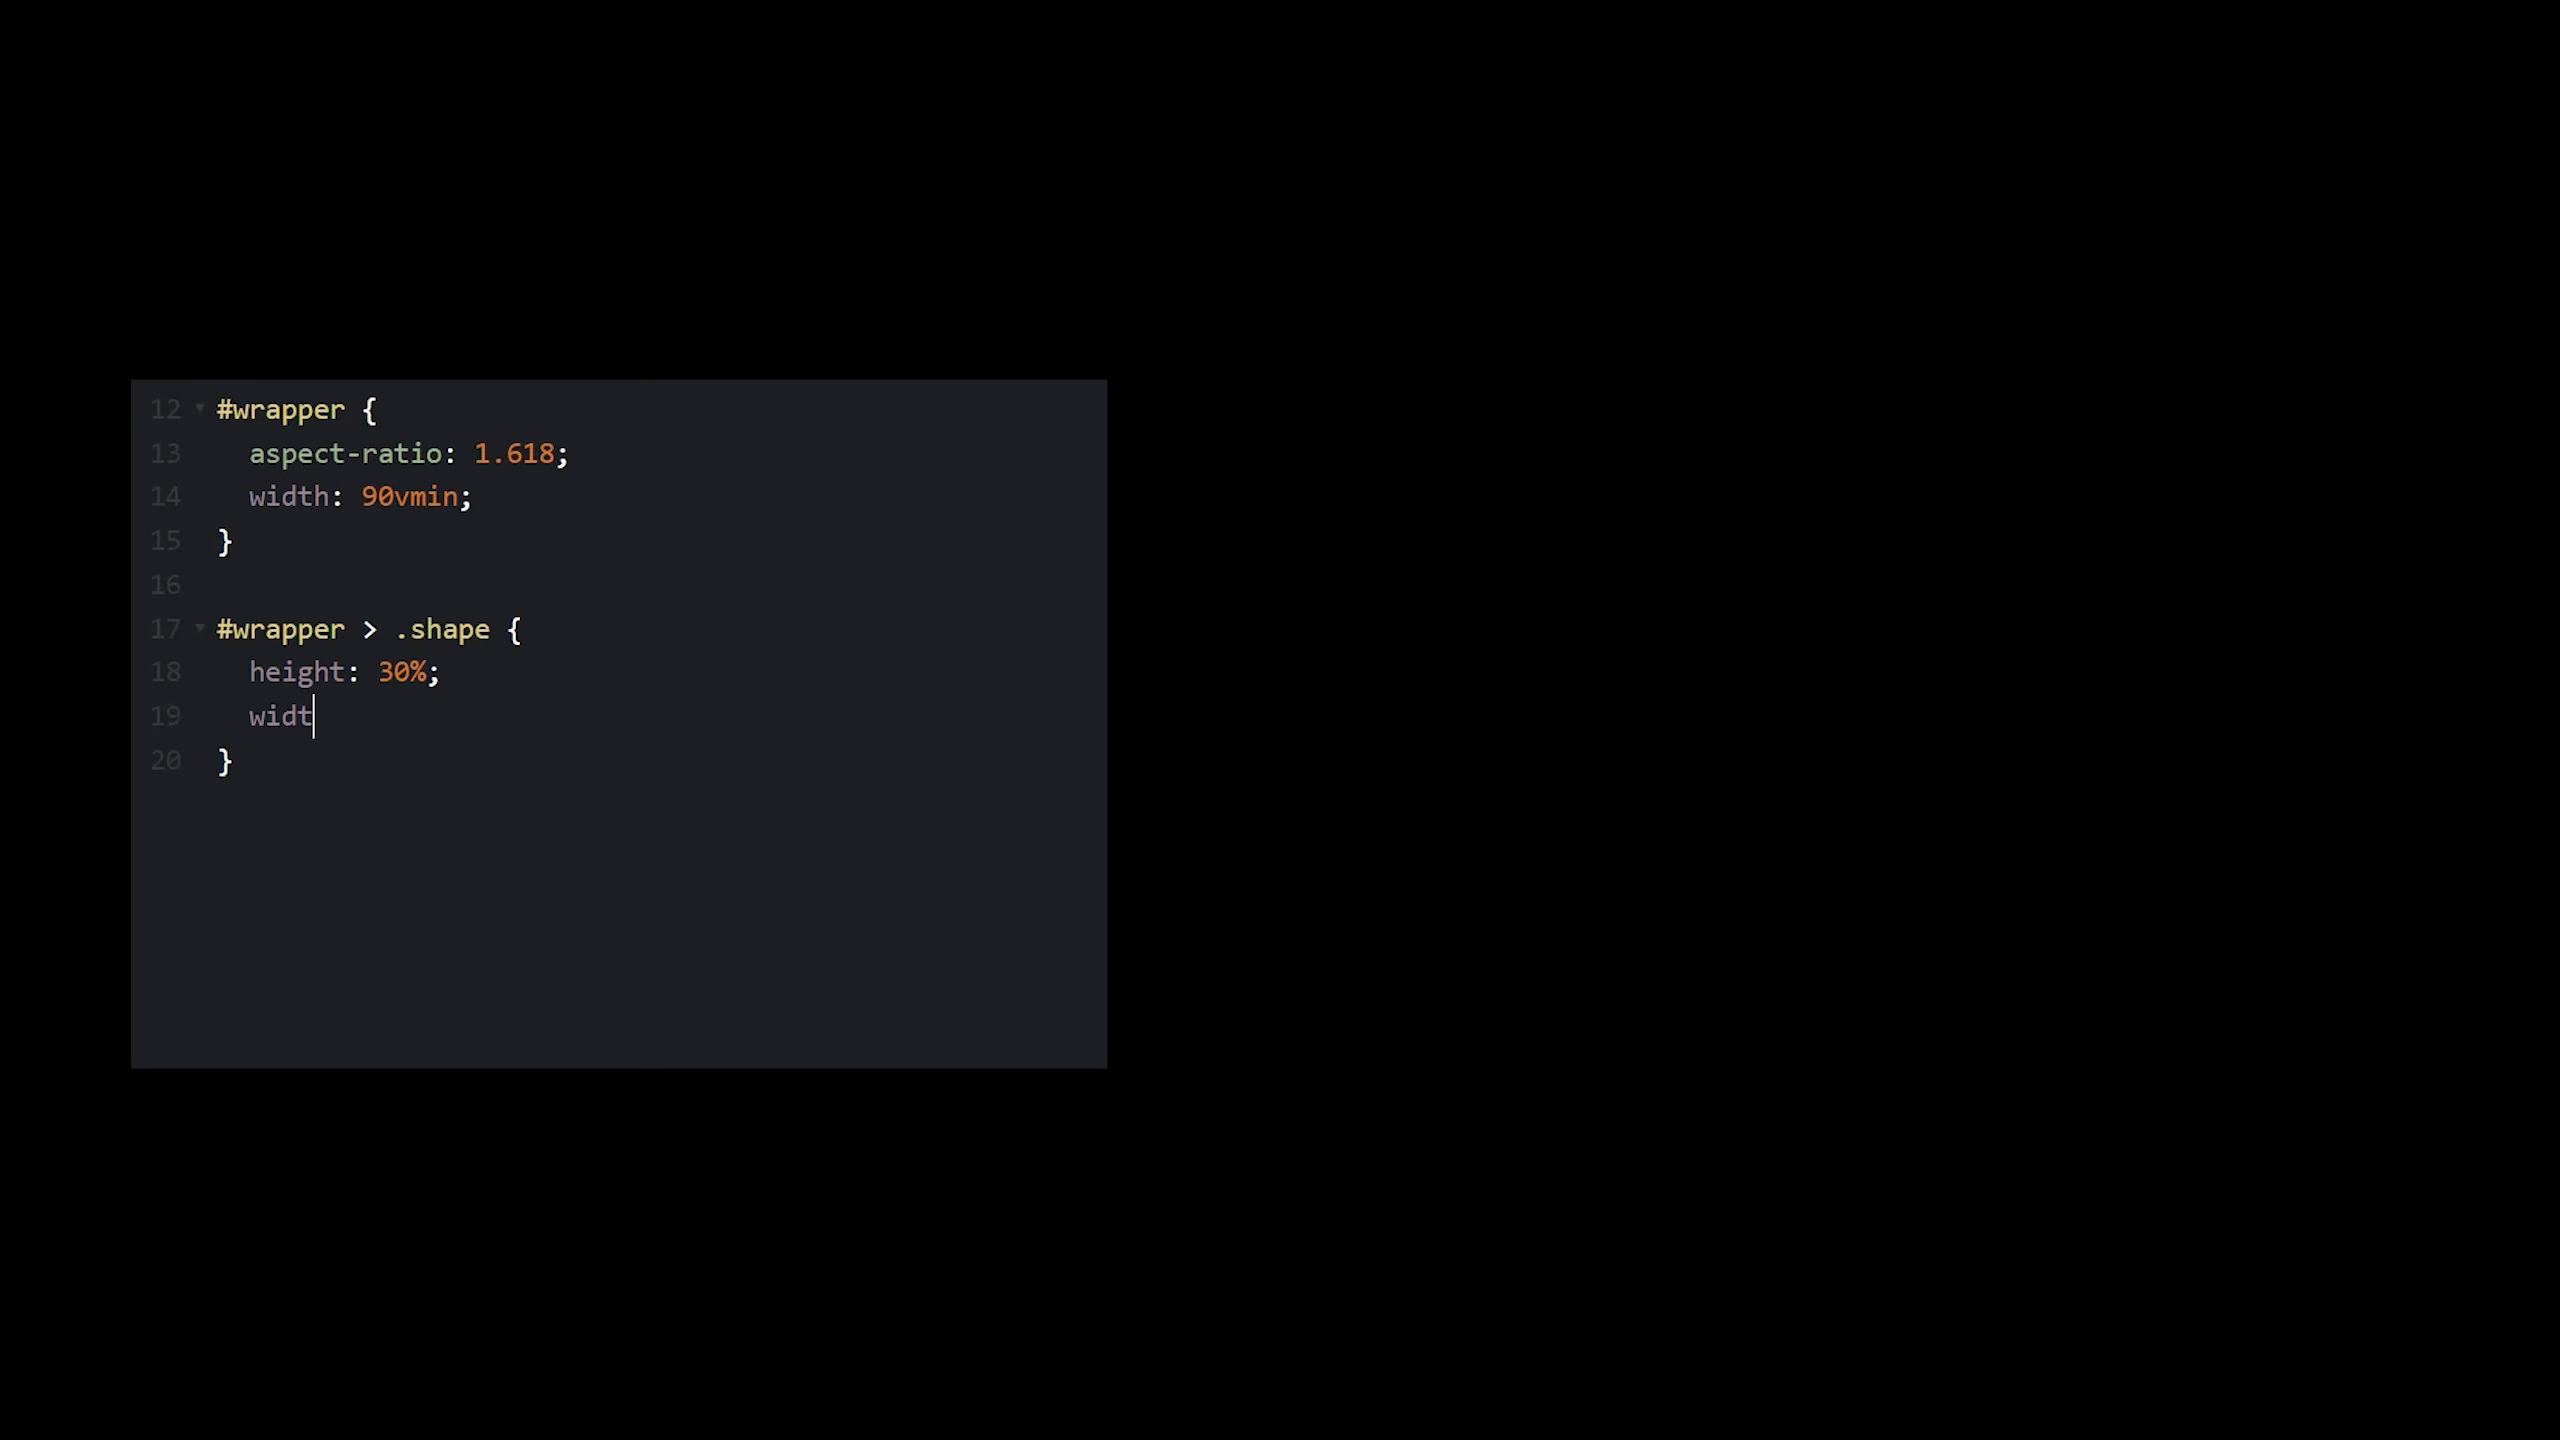 12 #wrapper {
13 aspect-ratio: 1.618;
14 width: 90vmin;
15 }
16
17 #wrapper > .shape {
18 height: 30%;
19 widt
20 }